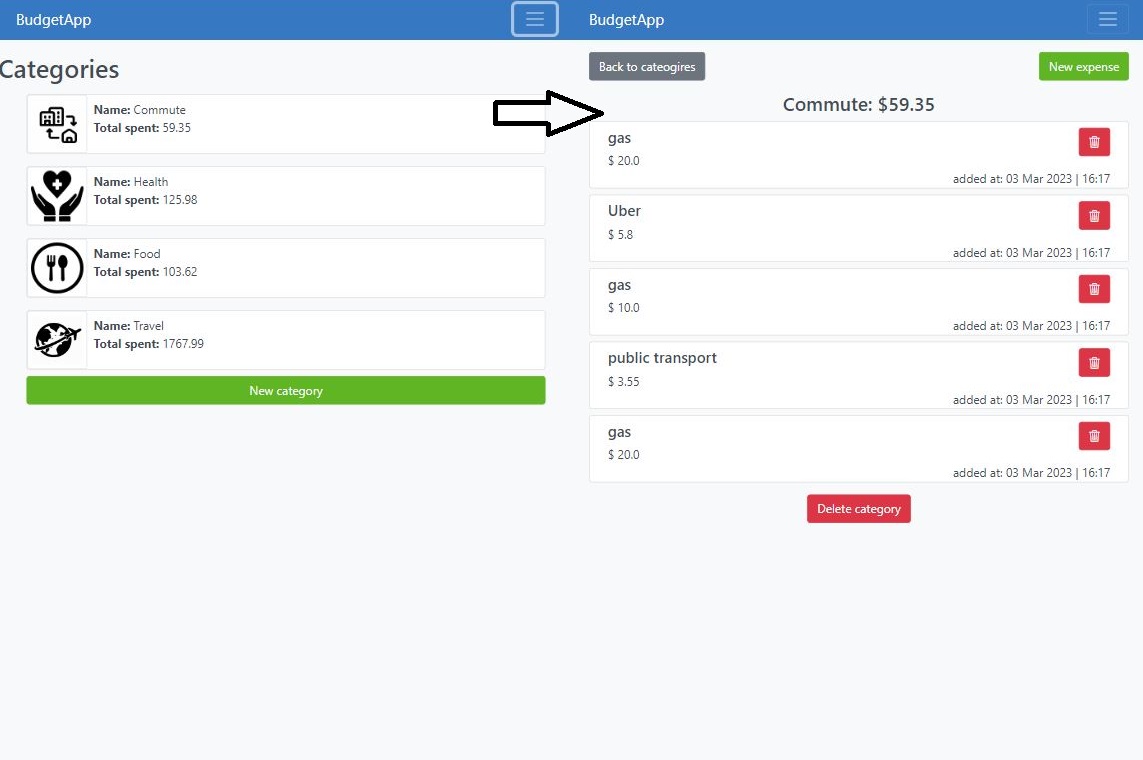 BudgetApp
Categories
Name: Commute
Total spent: 59.35
Name: Health
Total spent: 125.98
Name: Food
Total spent: 103.62
Name: Travel
Total spent: 1767.99
New category
BudgetApp
Back to cateogires
New expense
Commute: $59.35
gas
$ 20.0
added at: 03 Mar 2023 | 16:17
Uber
$ 5.8
added at: 03 Mar 2023 | 16:17
gas
$ 10.0
added at: 03 Mar 2023 | 16:17
public transport
$ 3.55
added at: 03 Mar 2023 | 16:17
gas
$ 20.0
added at: 03 Mar 2023 | 16:17
Delete category